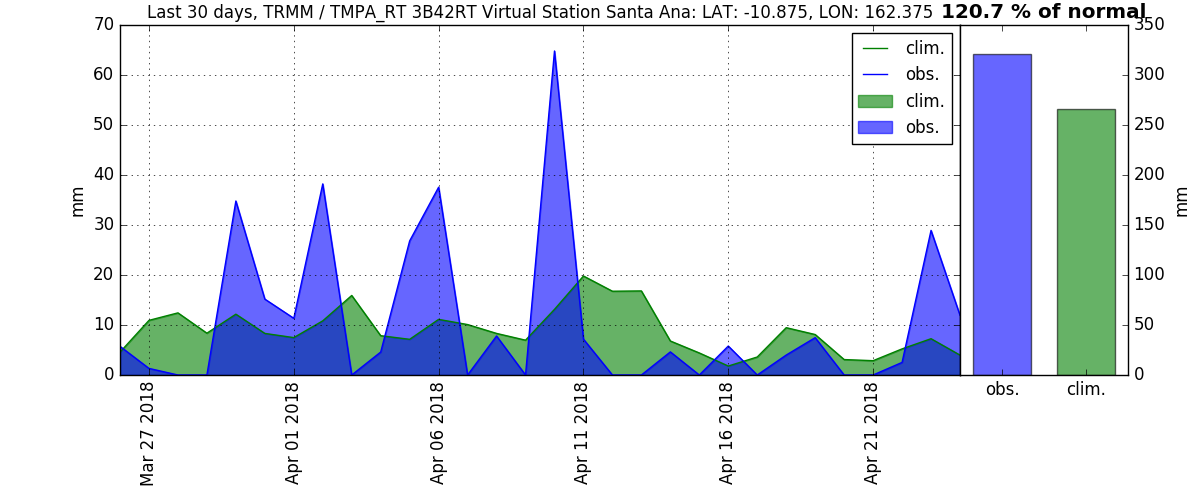 Last 30 days, TRMM / TMPA_RT 3B42RT Virtual Station Santa Ana: LAT: -10.875, LON: 162.375 120.7 % of normal
70
60
50
40
30
20
10
0
mm
clim.
obs.
clim.
obs.
350
300
250
200
150
100
50
0
mm
Mar 27 2018
Apr 01 2018
Apr 06 2018
Apr 11 2018
Apr 16 2018
Apr 21 2018
obs.
clim.